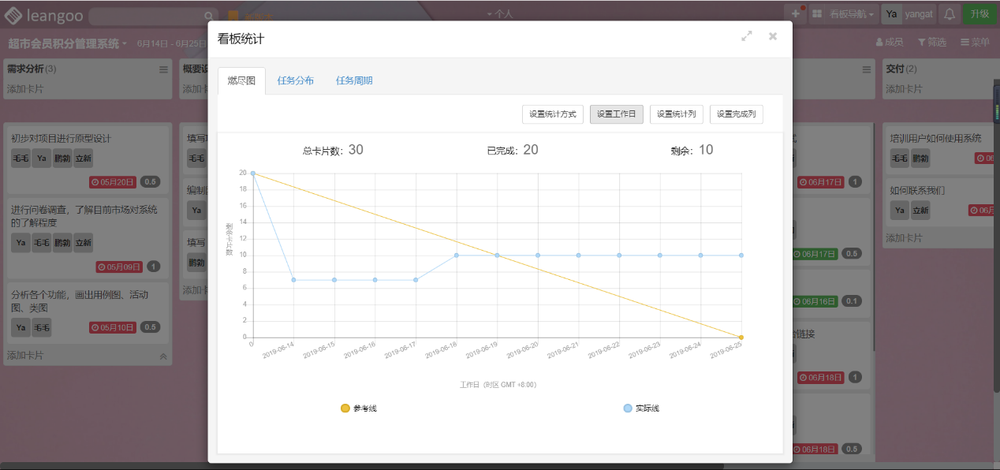 leangoo
个人
看板导航
Ya
yangat
升级
超市会员积分管理系统
6月14日 - 6月25日
成员
筛选
菜单
看板统计
燃尽图
任务分布
任务周期
设置统计方式
设置工作日
设置统计列
设置完成列
总卡片数：30
已完成：20
剩余：10
剩余卡片数
20
18
16
14
12
10
8
6
4
2
0
0
2019-06-14
2019-06-15
2019-06-16
2019-06-17
2019-06-18
2019-06-19
2019-06-20
2019-06-21
2019-06-22
2019-06-23
2019-06-24
2019-06-25
工作日（时区 GMT +8:00）
参考线
实际线
需求分析 (3)
添加卡片
初步对项目进行原型设计
毛毛 Ya 鹏勃 立新
05月20日 0.5
进行问卷调查，了解目前市场对系统
的了解程度
Ya 毛毛 鹏勃 立新
05月09日 1
分析各个功能，画出用例图、活动
图、类图
Ya 毛毛
05月10日 0.5
添加卡片
概要设
添加卡
填写
毛毛
编制
Ya
填写
鹏勃
添加卡
06月17日 1
06月17日 0.5
06月16日 0.1
链接
06月18日 1
06月18日 0.5
交付 (2)
添加卡片
培训用户如何使用系统
毛毛 鹏勃
06
如何联系我们
Ya 立新
06月
添加卡片